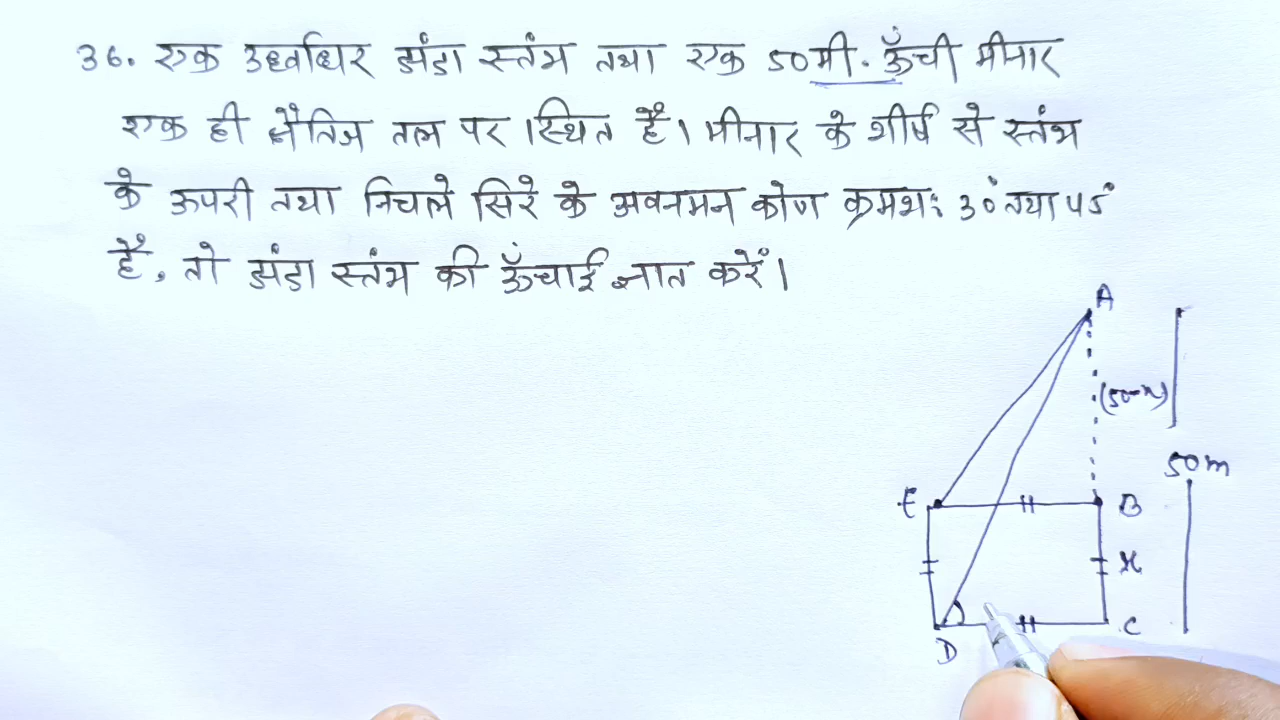 36. एक उर्ध्वाधर झंडा स्तंभ तथा एक 50मी. ऊँची मीनार
एक ही क्षैतिज तल पर स्थित है। मीनार के शीर्ष से स्तंभ
के ऊपरी तथा निचले सिरे के अवनमन कोण क्रमशः 30° तथा 45°
है, तो झंडा स्तंभ की ऊँचाई ज्ञात करें।
A
(50-x)
50m
E
B
x
C
D